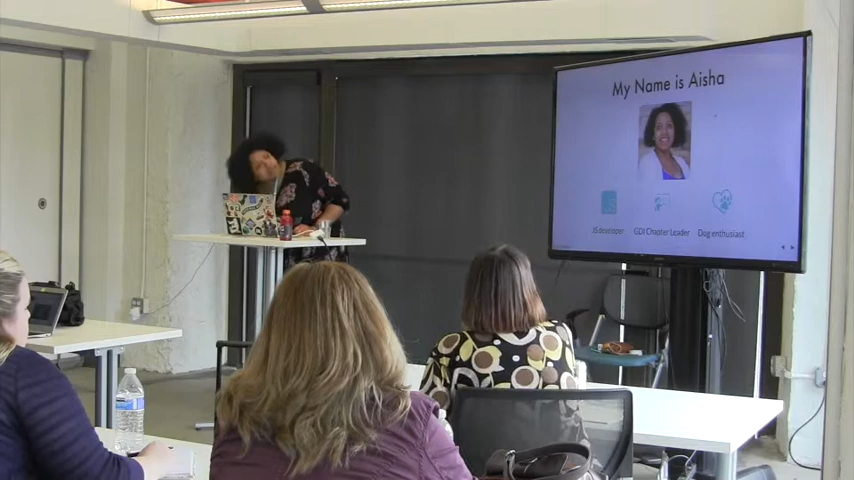 My Name is Aisha
JS developer
GDI Chapter Leader
Dog enthusiast